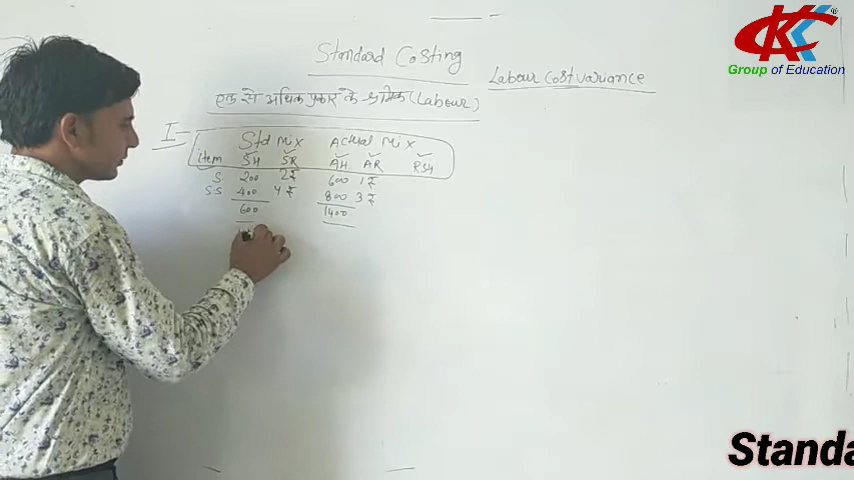 CKC
Group of Education
Standard Costing
Labour Cost Variance
एक से अधिक प्रकार के श्रमिक (Labour)
I Std Mix Actual Mix
item SH SR AH AR RSH
S. 200 2₹ 600 1₹
S.S 400 4₹ 800 3₹
600 1400
Standa